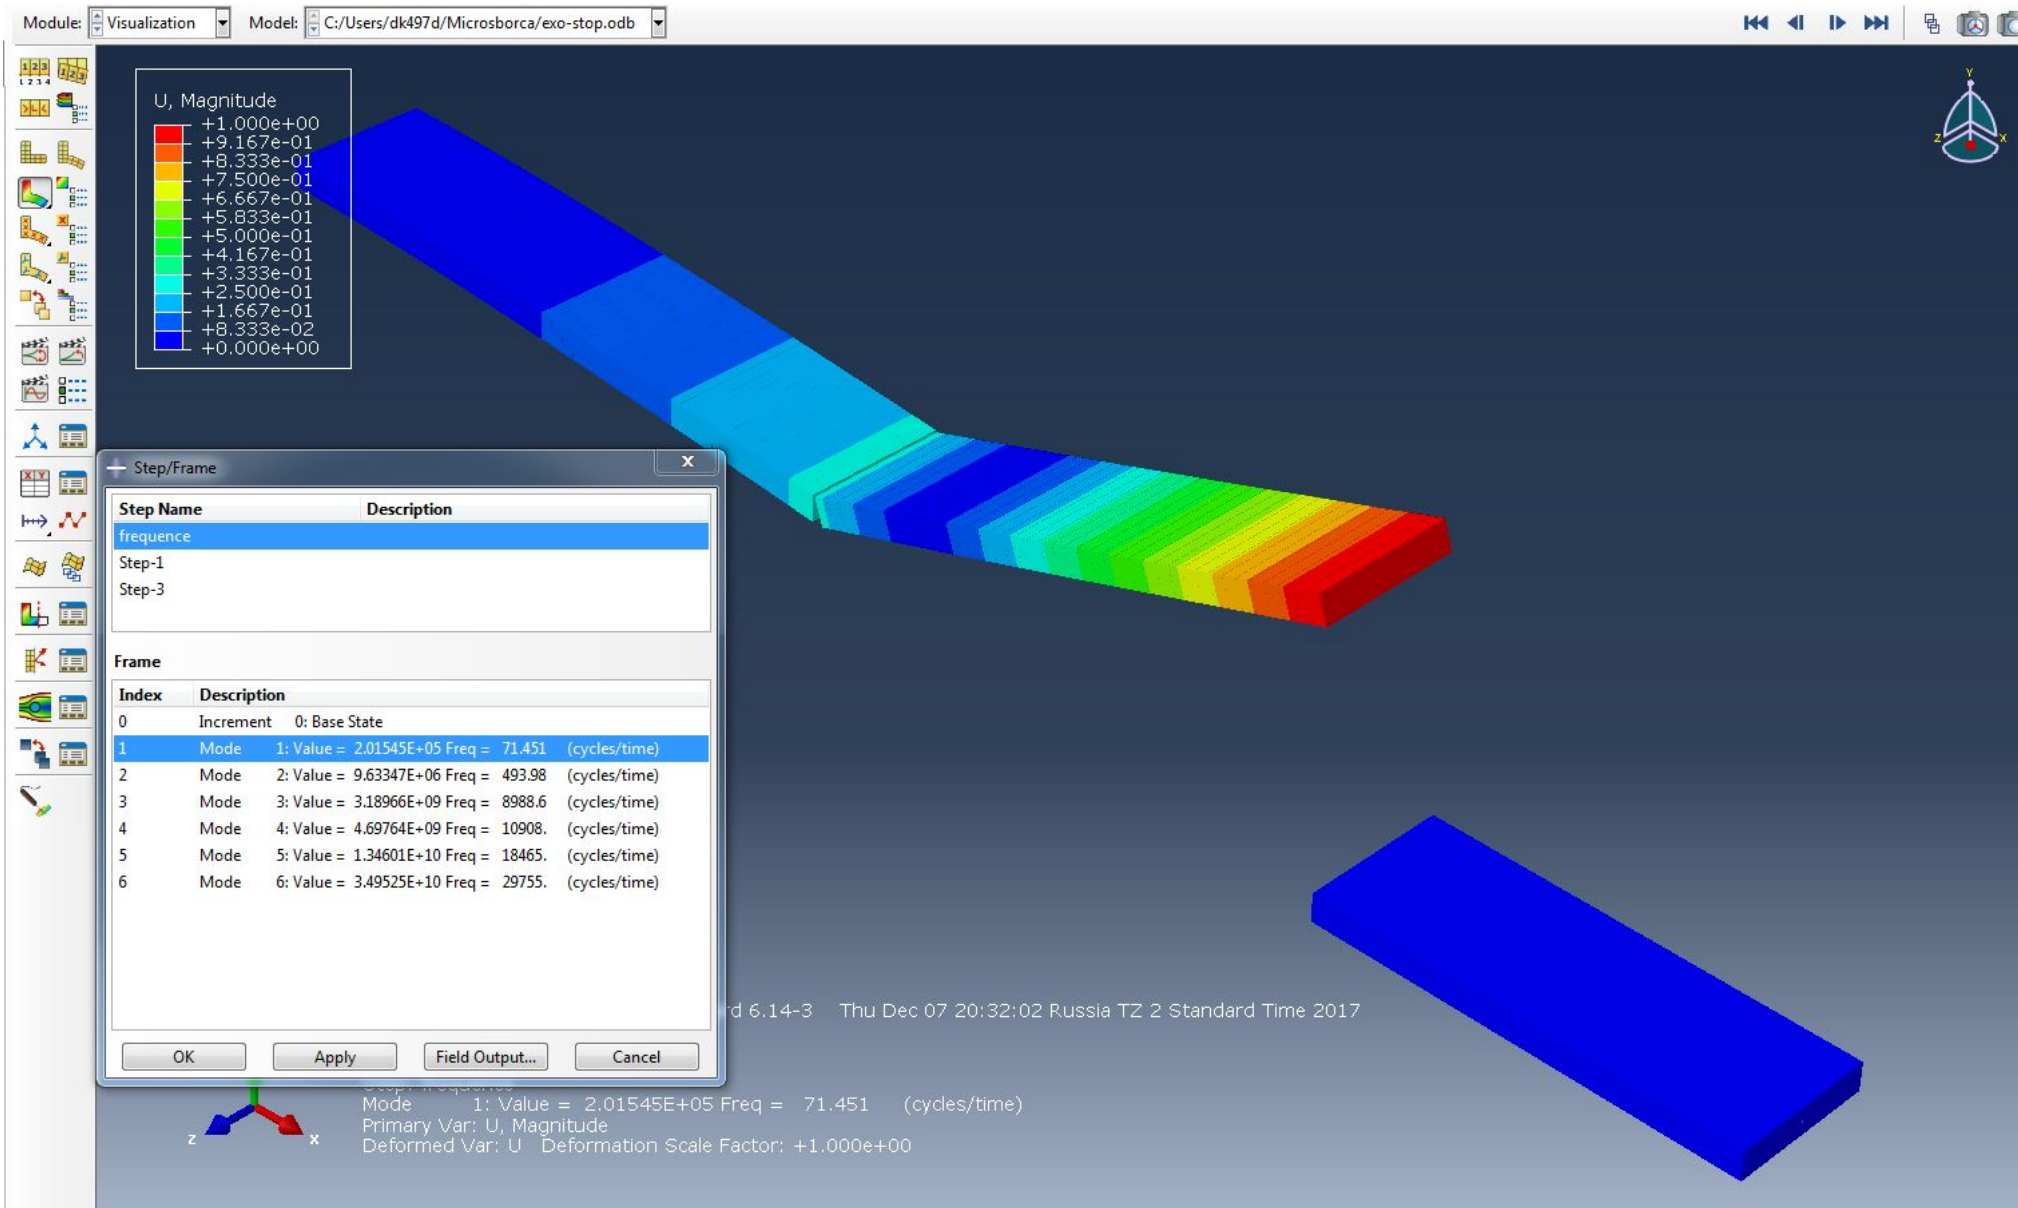 Module: Visualization Model: C:/Users/dk497d/Microsborca/exo-stop.odb
U, Magnitude
+1.000e+00
+9.167e-01
+8.333e-01
+7.500e-01
+6.667e-01
+5.833e-01
+5.000e-01
+4.167e-01
+3.333e-01
+2.500e-01
+1.667e-01
+8.333e-02
+0.000e+00
Y
Z X
Step/Frame x
Step Name Description
frequence
Step-1
Step-3
Frame
Index Description
0 Increment 0: Base State
1 Mode 1: Value = 2.01545E+05 Freq = 71.451 (cycles/time)
2 Mode 2: Value = 9.63347E+06 Freq = 493.98 (cycles/time)
3 Mode 3: Value = 3.18966E+09 Freq = 8988.6 (cycles/time)
4 Mode 4: Value = 4.69764E+09 Freq = 10908. (cycles/time)
5 Mode 5: Value = 1.34601E+10 Freq = 18465. (cycles/time)
6 Mode 6: Value = 3.49525E+10 Freq = 29755. (cycles/time)
OK Apply Field Output... Cancel
d 6.14-3 Thu Dec 07 20:32:02 Russia TZ 2 Standard Time 2017
Mode 1: Value = 2.01545E+05 Freq = 71.451 (cycles/time)
Primary Var: U, Magnitude
Deformed Var: U Deformation Scale Factor: +1.000e+00
Z X